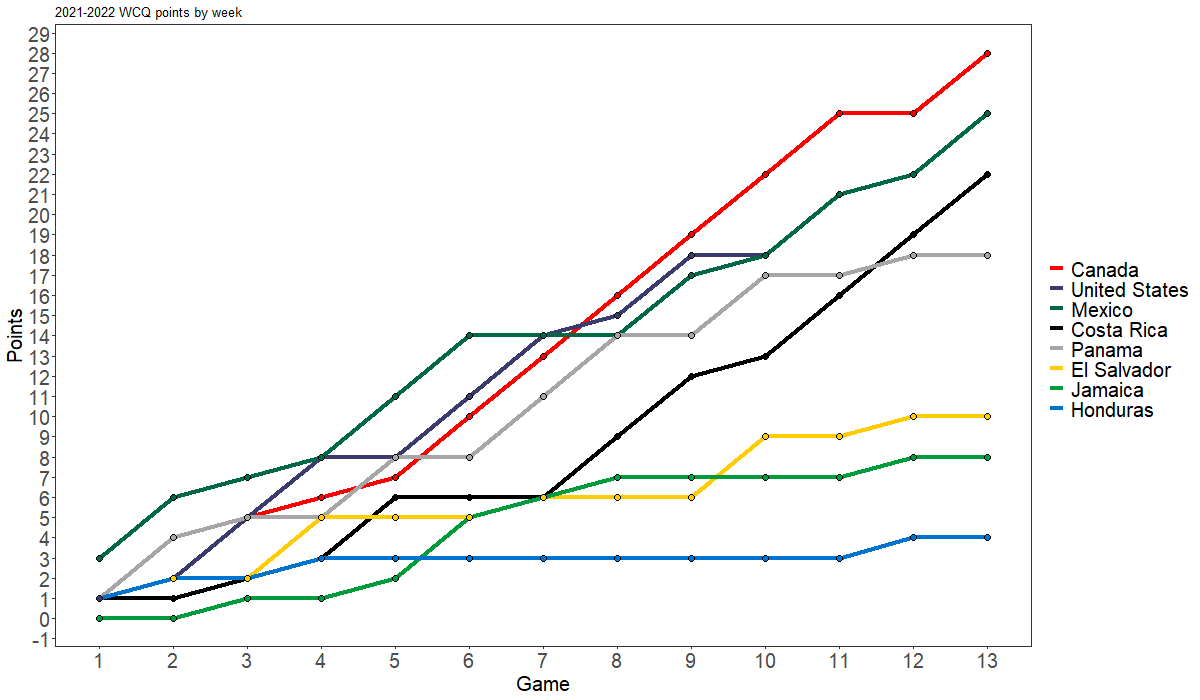 2021-2022 WCQ points by week
29
28
27
26
25
24
23
22
21
20
19
18
17
16
15
14
13
12
11
10
9
8
7
6
5
4
3
2
1
0
-1
Points
1 2 3 4 5 6 7 8 9 10 11 12 13
Game
Canada
United States
Mexico
Costa Rica
Panama
El Salvador
Jamaica
Honduras